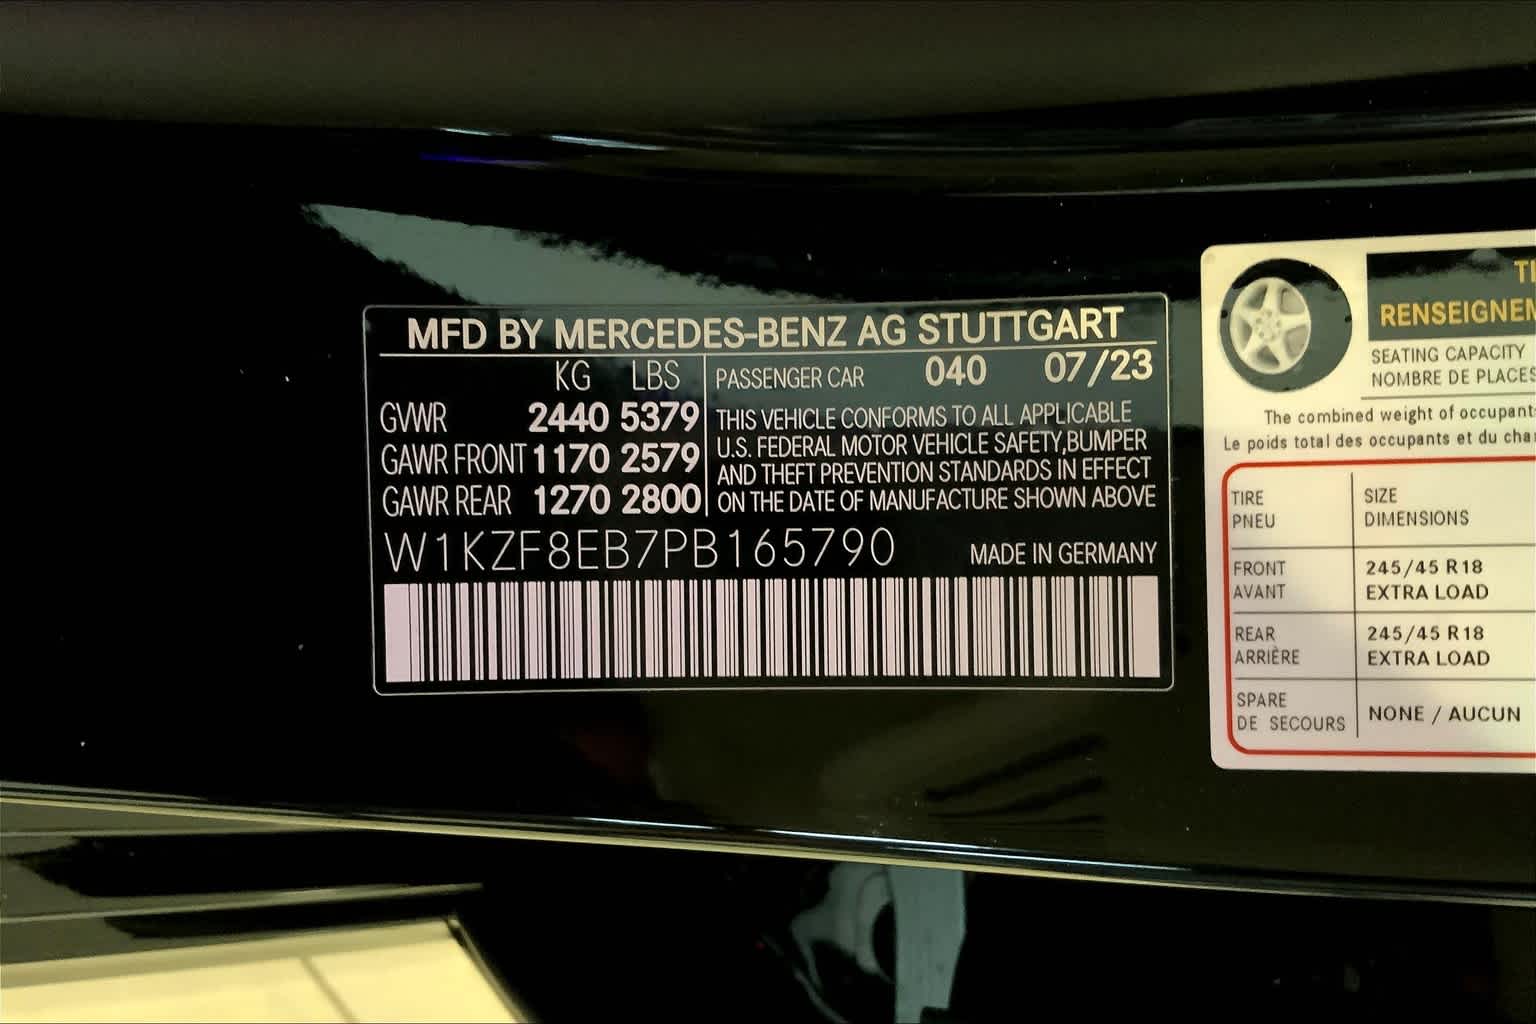 MFD BY MERCEDES-BENZ AG STUTTGART
KG LBS
GVWR 2440 5379
GAWR FRONT 1170 2579
GAWR REAR 1270 2800
PASSENGER CAR 040 07/23
THIS VEHICLE CONFORMS TO ALL APPLICABLE
U.S. FEDERAL MOTOR VEHICLE SAFETY,BUMPER
AND THEFT PREVENTION STANDARDS IN EFFECT
ON THE DATE OF MANUFACTURE SHOWN ABOVE
W1KZF8EB7PB165790
MADE IN GERMANY
SEATING CAPACITY
NOMBRE DE PLACES
The combined weight of
Le poids total des occupants et du
TIRE
PNEU
SIZE
DIMENSIONS
FRONT
AVANT
245/45 R18
EXTRA LOAD
REAR
ARRIÈRE
245/45 R18
EXTRA LOAD
SPARE
DE SECOURS
NONE / AUCUN